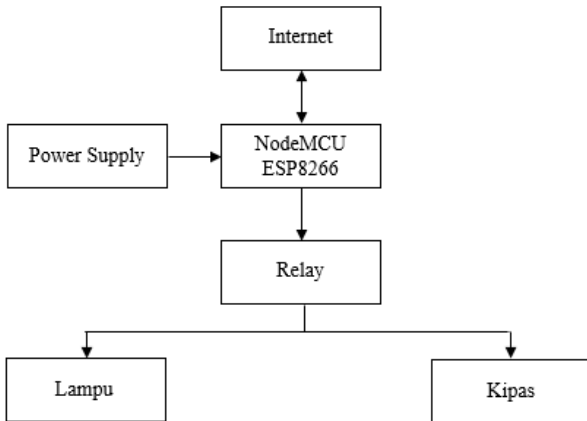 Internet
Power Supply
NodeMCU
ESP8266
Relay
Lampu
Kipas